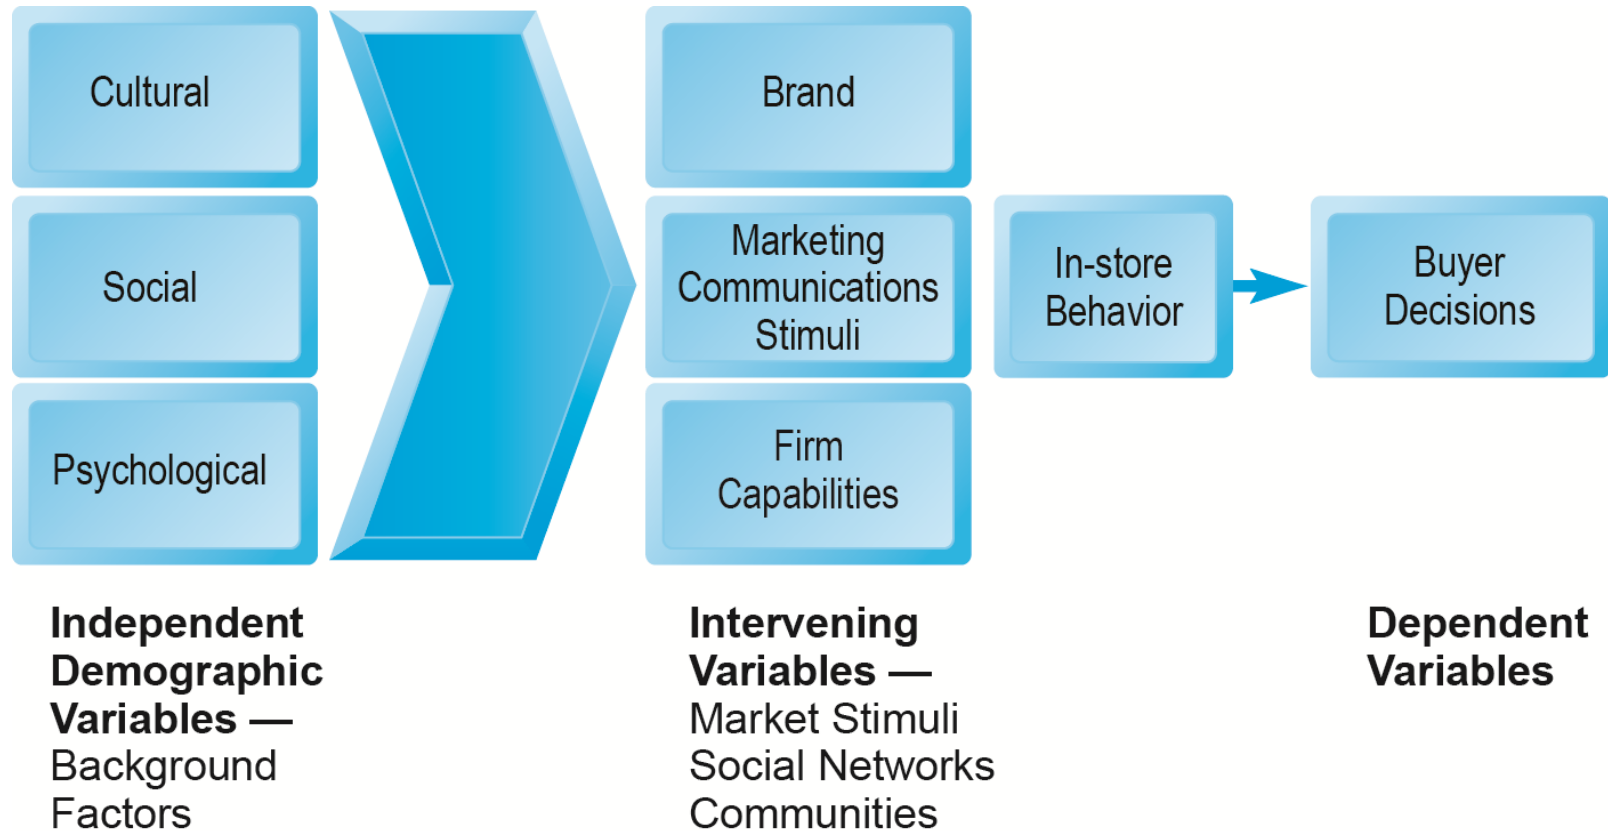 Cultural
Social
Psychological
Brand
Marketing
Communications
Stimuli
Firm
Capabilities
In-store
Behavior
Buyer
Decisions
Independent
Demographic
Variables —
Background
Factors
Intervening
Variables —
Market Stimuli
Social Networks
Communities
Dependent
Variables